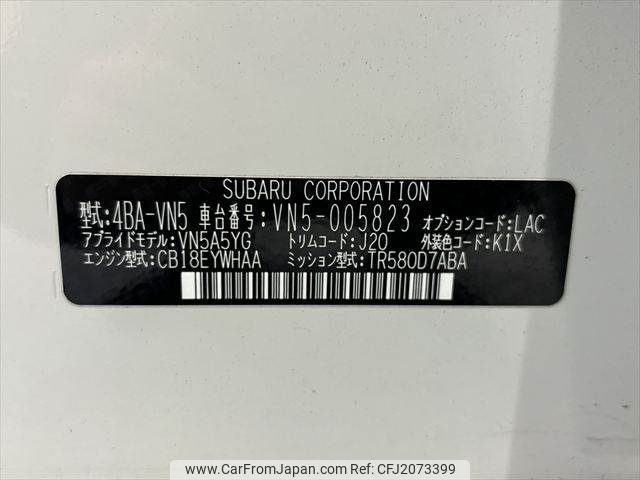 SUBARU CORPORATION
型式:4BA-VN5 車台番号:VN5-005823 オプションコード:LAC
アプライドモデル:VN5A5YG トリムコード:J20 外装色コード:K1X
エンジン型式:CB18EYWHAA ミッション型式:TR580D7ABA
CAR FROM JAPAN
carfromjapan.com - CFJ2073399